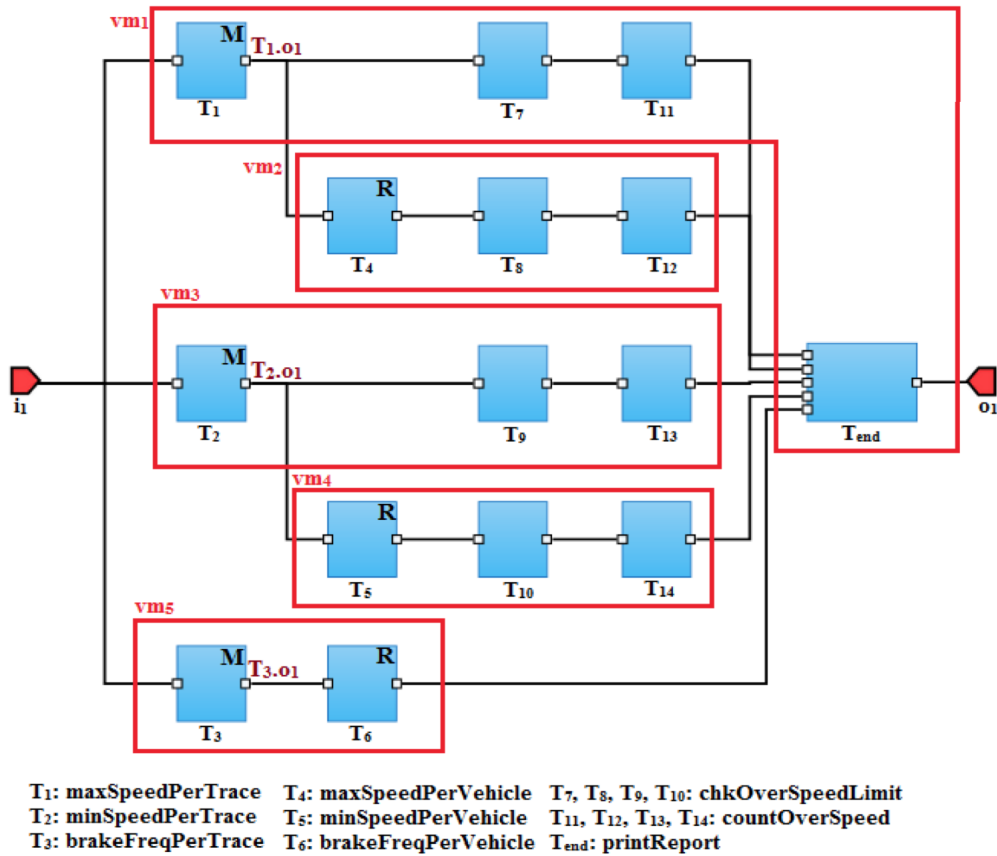 vm1
M
T1.o1
T1
T7
T11
vm2
R
T4
T8
T12
vm3
M
T2.o1
i1
T2
T9
T13
Tend
o1
vm4
R
T5
T10
T14
vm5
M
T3.o1
R
T3
T6
T1: maxSpeedPerTrace T4: maxSpeedPerVehicle T7, T8, T9, T10: chkOverSpeedLimit
T2: minSpeedPerTrace T5: minSpeedPerVehicle T11, T12, T13, T14: countOverSpeed
T3: brakeFreqPerTrace T6: brakeFreqPerVehicle Tend: printReport